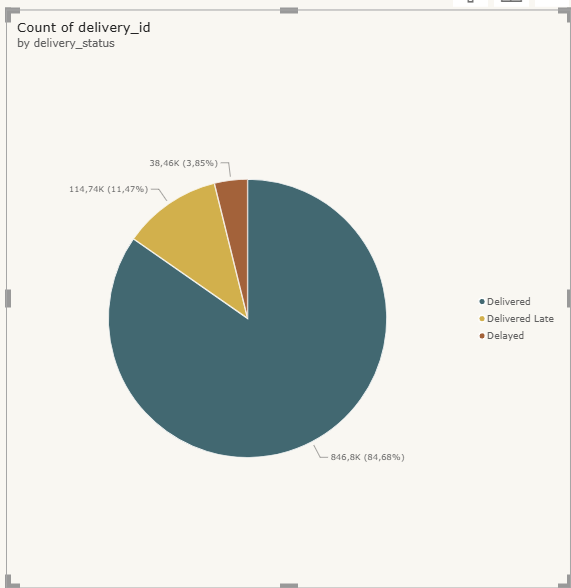 Count of delivery_id
by delivery_status
38,46K (3,85%)
114,74K (11,47%)
Delivered
Delivered Late
Delayed
846,8K (84,68%)